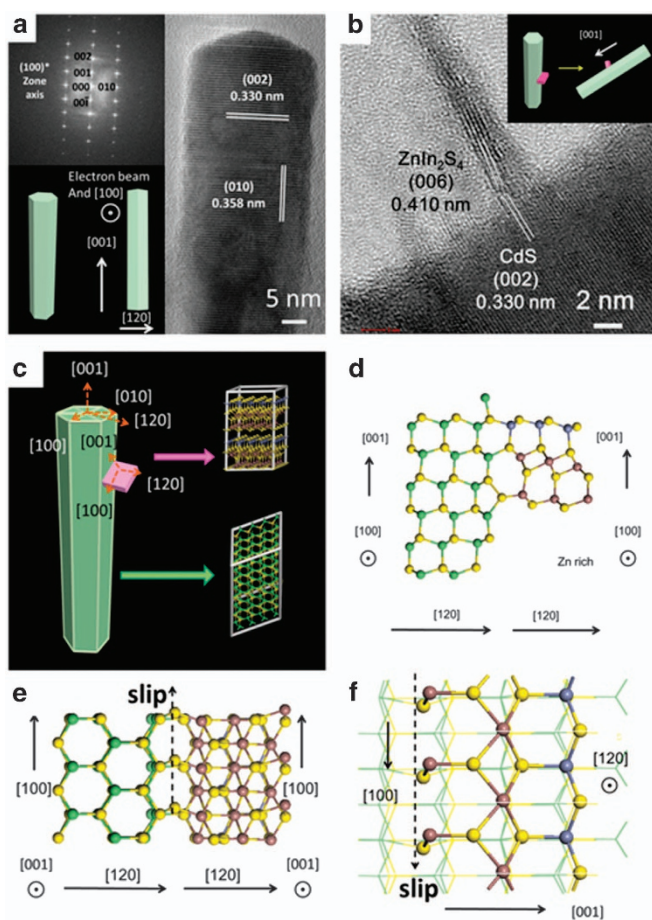 a
002
001
000 010
001̄
(100)*
Zone
axis
(002)
0.330 nm
(010)
0.358 nm
5 nm
Electron beam
And [100]
[001]
[120]
b
[001]
ZnIn₂S₄
(006)
0.410 nm
CdS
(002)
0.330 nm
2 nm
c
[001]
[010]
[120]
[100]
[001]
[120]
[100]
d
[001]
[001]
[100]
[100]
Zn rich
[120]
[120]
e
slip
[100]
[100]
[001]
[001]
[120]
[120]
f
[100]
[120]
slip
[001]